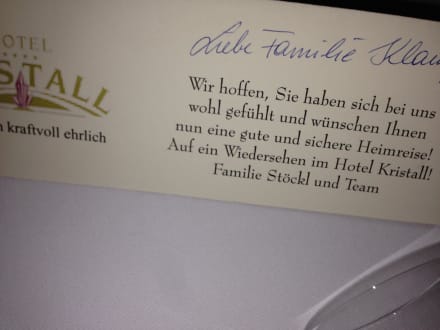 HOTEL
STALL
kraftvoll ehrlich
Liebe Familie
Wir hoffen, Sie haben sich bei uns
wohl gefühlt und wünschen Ihnen
nun eine gute und sichere Heimreise!
Auf ein Wiedersehen im Hotel Kristall!
Familie Stöckl und Team